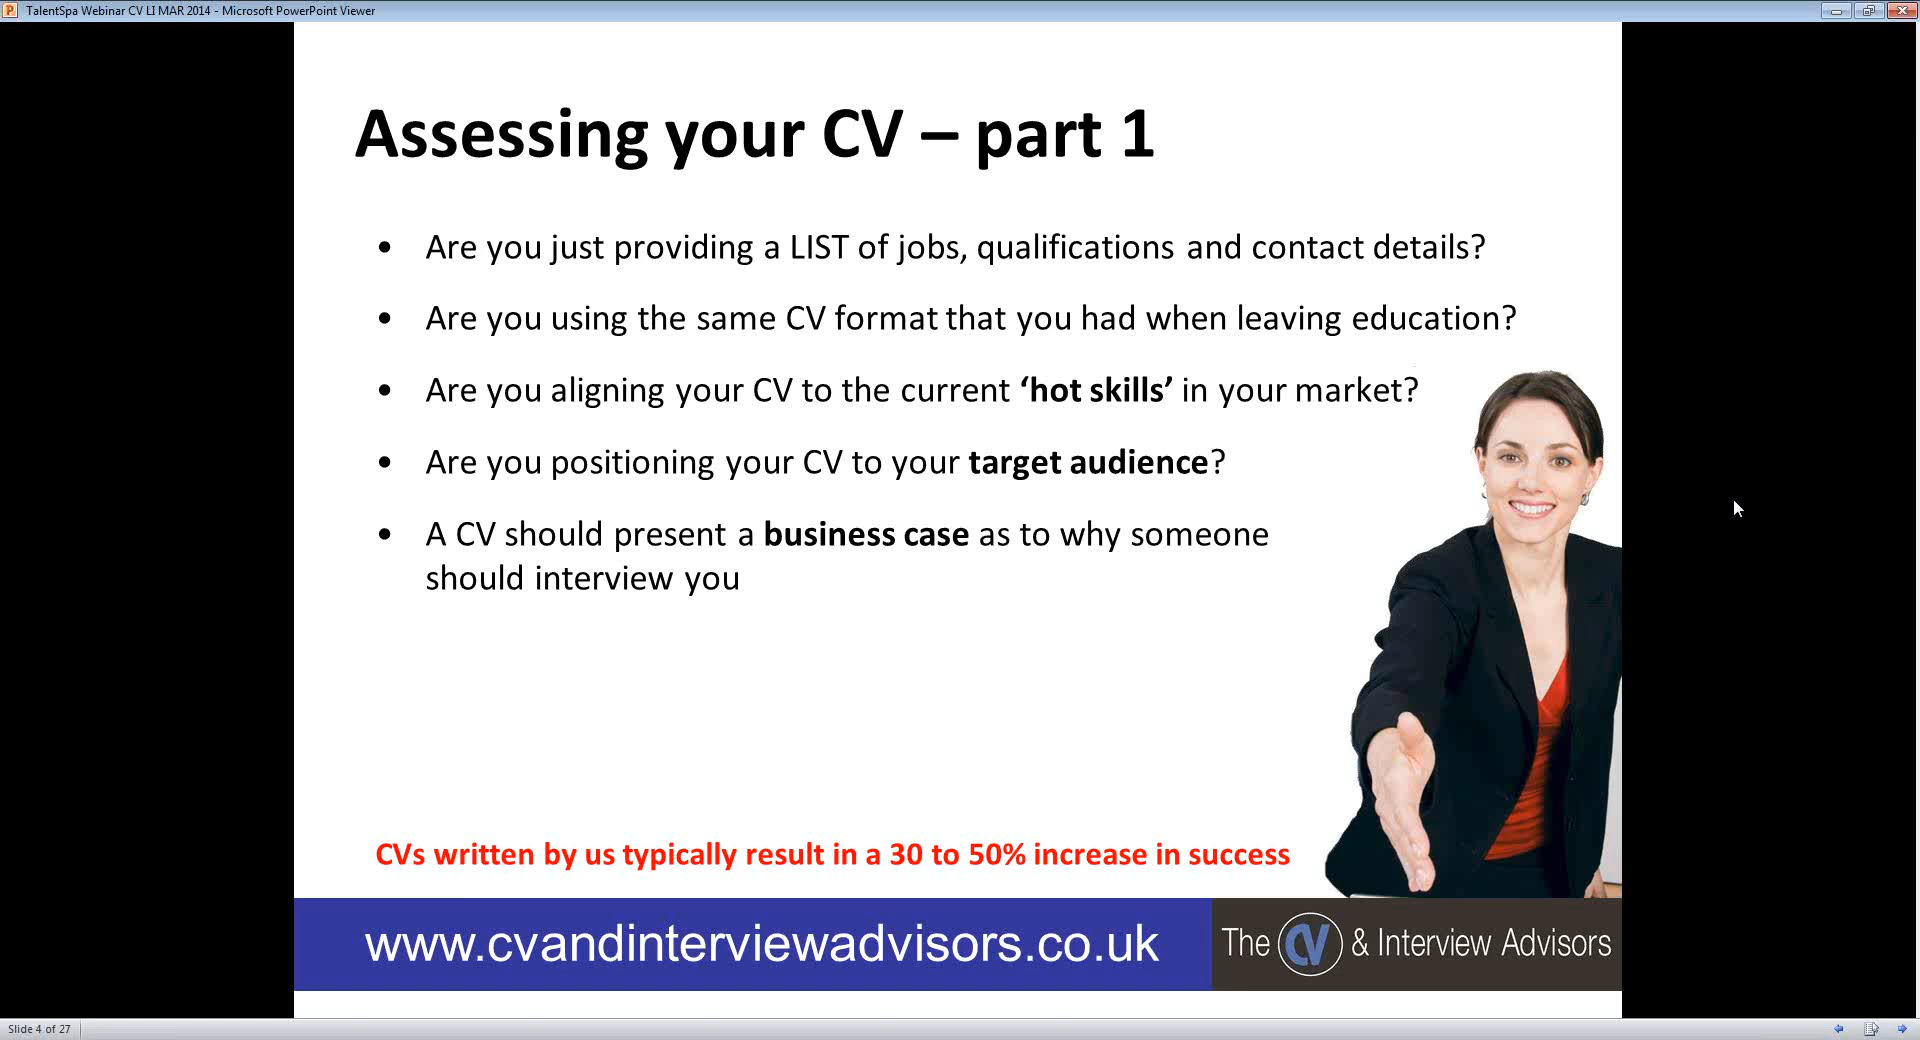 TalentSpa Webinar CV LI MAR 2014 - Microsoft PowerPoint Viewer
Assessing your CV – part 1
• Are you just providing a LIST of jobs, qualifications and contact details?
• Are you using the same CV format that you had when leaving education?
• Are you aligning your CV to the current ‘hot skills’ in your market?
• Are you positioning your CV to your target audience?
• A CV should present a business case as to why someone
should interview you
CVs written by us typically result in a 30 to 50% increase in success
www.cvandinterviewadvisors.co.uk
The CV & Interview Advisors
Slide 4 of 27